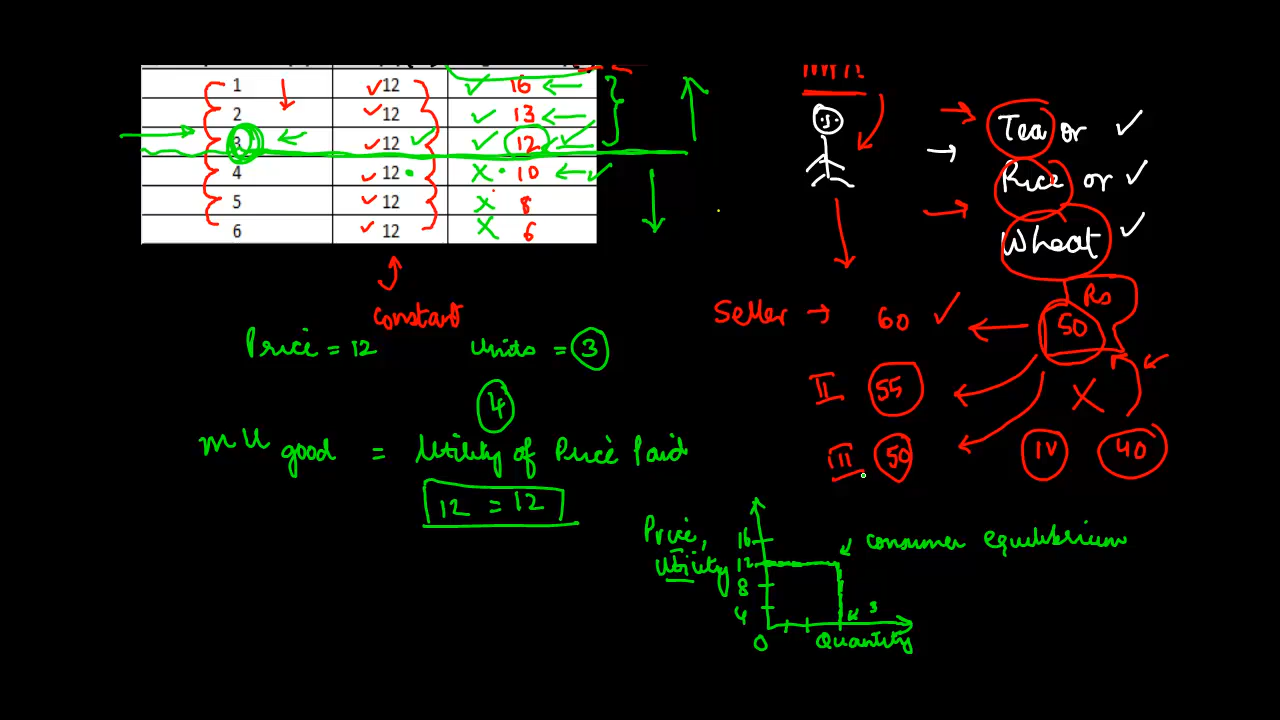 1 12 ✓ 16
2 12 ✓ 13
3 12 ✓ 12
4 12 X 10
5 12 X 8
6 12 X 6
constant
Price = 12 Units = 3
4
MU good = Utility of Price Paid
12 = 12
Tea or ✓
Rice or ✓
Wheat ✓
Rs
Seller → 60 ✓ 50
II 55 X
III 50 IV 40
Price,
Utility
16
12
8
4
0
3
Quantity
consumer equilibrium